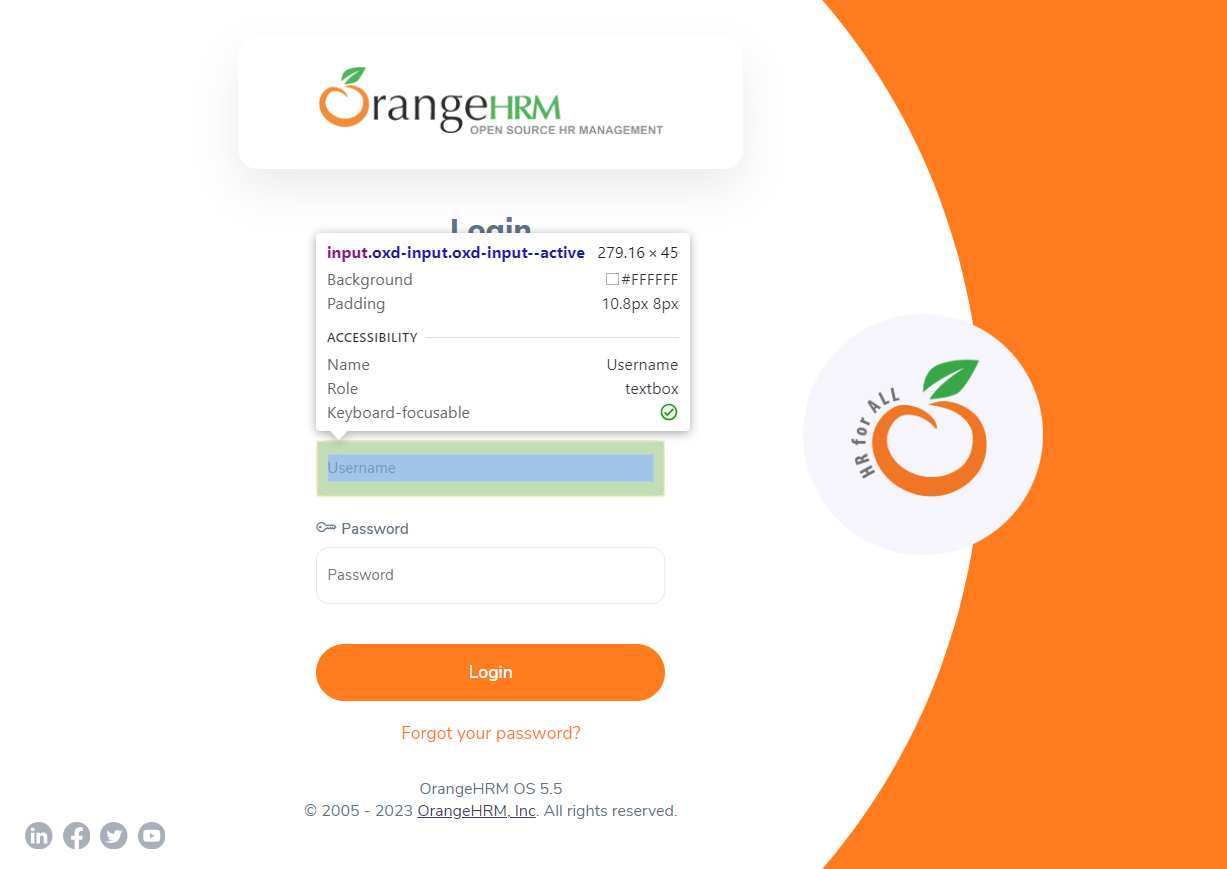 OrangeHRM
OPEN SOURCE HR MANAGEMENT
Login
input.oxd-input.oxd-input--active 279.16 × 45
Background #FFFFFF
Padding 10.8px 8px
ACCESSIBILITY
Name Username
Role textbox
Keyboard-focusable
Username
Password
Password
Login
Forgot your password?
OrangeHRM OS 5.5
© 2005 - 2023 OrangeHRM, Inc. All rights reserved.
HR for ALL
in